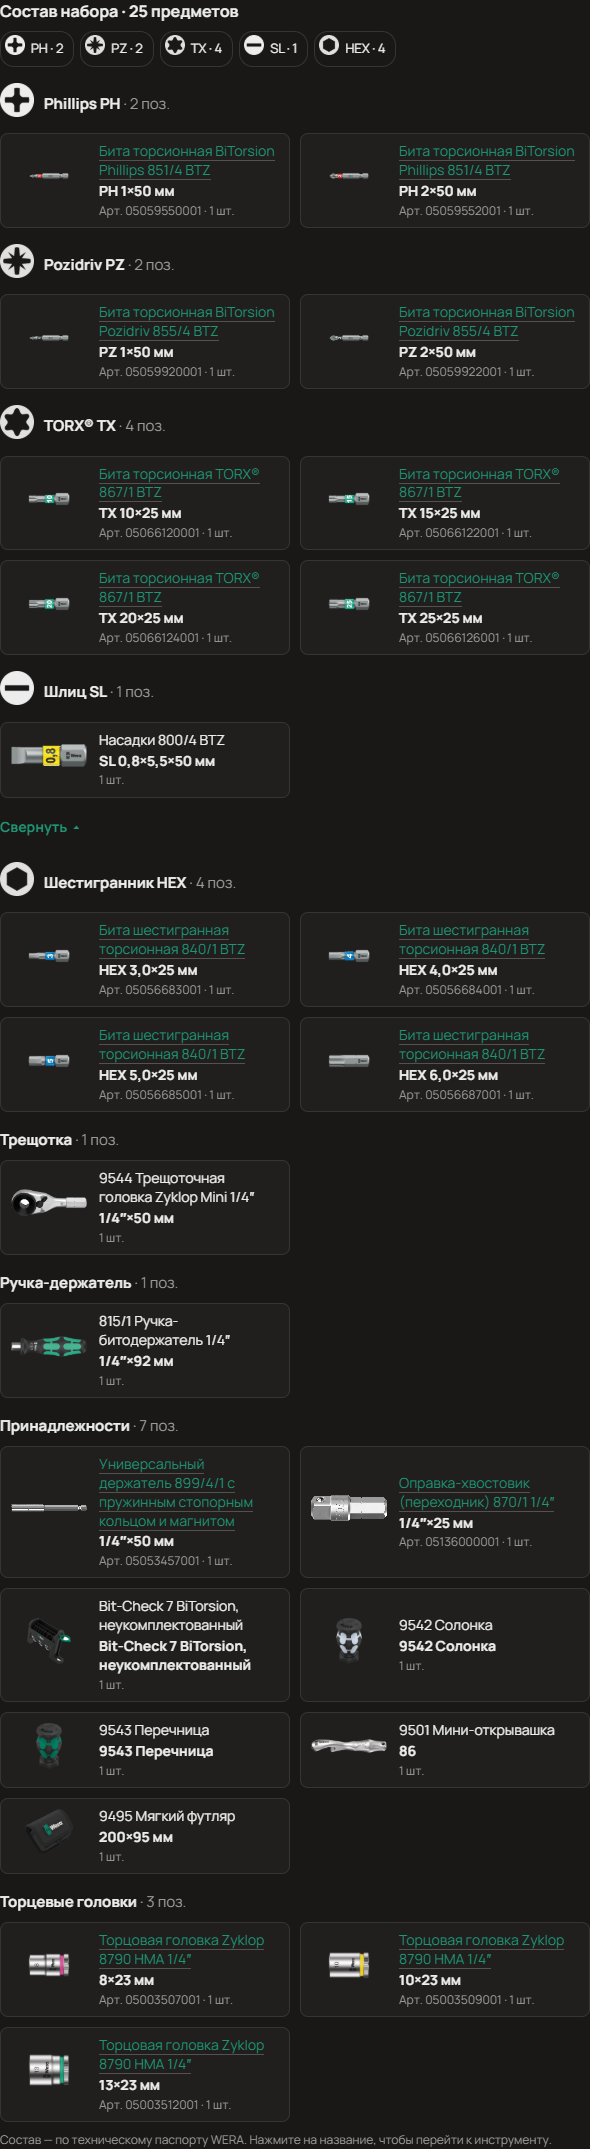 Состав набора · 25 предметов
PH · 2
PZ · 2
TX · 4
SL · 1
HEX · 4
Phillips PH · 2 поз.
Бита торсионная BiTorsion
Phillips 851/4 BTZ
PH 1×50 мм
Арт. 05059550001 · 1 шт.
Бита торсионная BiTorsion
Phillips 851/4 BTZ
PH 2×50 мм
Арт. 05059552001 · 1 шт.
Pozidriv PZ · 2 поз.
Бита торсионная BiTorsion
Pozidriv 855/4 BTZ
PZ 1×50 мм
Арт. 05059920001 · 1 шт.
Бита торсионная BiTorsion
Pozidriv 855/4 BTZ
PZ 2×50 мм
Арт. 05059922001 · 1 шт.
TORX® TX · 4 поз.
Бита торсионная TORX®
867/1 BTZ
TX 10×25 мм
Арт. 05066120001 · 1 шт.
Бита торсионная TORX®
867/1 BTZ
TX 15×25 мм
Арт. 05066122001 · 1 шт.
Бита торсионная TORX®
867/1 BTZ
TX 20×25 мм
Арт. 05066124001 · 1 шт.
Бита торсионная TORX®
867/1 BTZ
TX 25×25 мм
Арт. 05066126001 · 1 шт.
Шлиц SL · 1 поз.
0,8
Насадки 800/4 BTZ
SL 0,8×5,5×50 мм
1 шт.
Свернуть
Шестигранник HEX · 4 поз.
Бита шестигранная
торсионная 840/1 BTZ
HEX 3,0×25 мм
Арт. 05056683001 · 1 шт.
Бита шестигранная
торсионная 840/1 BTZ
HEX 4,0×25 мм
Арт. 05056684001 · 1 шт.
Бита шестигранная
торсионная 840/1 BTZ
HEX 5,0×25 мм
Арт. 05056685001 · 1 шт.
Бита шестигранная
торсионная 840/1 BTZ
HEX 6,0×25 мм
Арт. 05056687001 · 1 шт.
Трещотка · 1 поз.
9544 Трещоточная
головка Zyklop Mini 1/4″
1/4″×50 мм
1 шт.
Ручка-держатель · 1 поз.
815/1 Ручка-
битодержатель 1/4″
1/4″×92 мм
1 шт.
Принадлежности · 7 поз.
Универсальный
держатель 899/4/1 с
пружинным стопорным
кольцом и магнитом
1/4″×50 мм
Арт. 05053457001 · 1 шт.
Оправка-хвостовик
(переходник) 870/1 1/4″
1/4″×25 мм
Арт. 05136000001 · 1 шт.
Bit-Check 7 BiTorsion,
неукомплектованный
Bit-Check 7 BiTorsion,
неукомплектованный
1 шт.
9542 Солонка
9542 Солонка
1 шт.
9543 Перечница
9543 Перечница
1 шт.
9501 Мини-открывашка
86
1 шт.
9495 Мягкий футляр
200×95 мм
1 шт.
Торцевые головки · 3 поз.
Торцовая головка Zyklop
8790 HMA 1/4″
8×23 мм
Арт. 05003507001 · 1 шт.
Торцовая головка Zyklop
8790 HMA 1/4″
10×23 мм
Арт. 05003509001 · 1 шт.
Торцовая головка Zyklop
8790 HMA 1/4″
13×23 мм
Арт. 05003512001 · 1 шт.
Состав — по техническому паспорту WERA. Нажмите на название, чтобы перейти к инструменту.